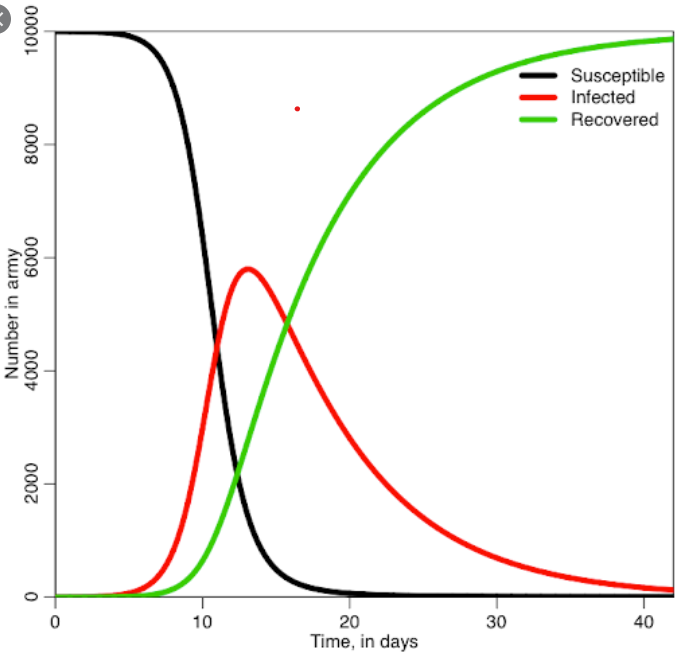 10000
8000
6000
4000
2000
0
Number in army
Susceptible
Infected
Recovered
0 10 20 30 40
Time, in days